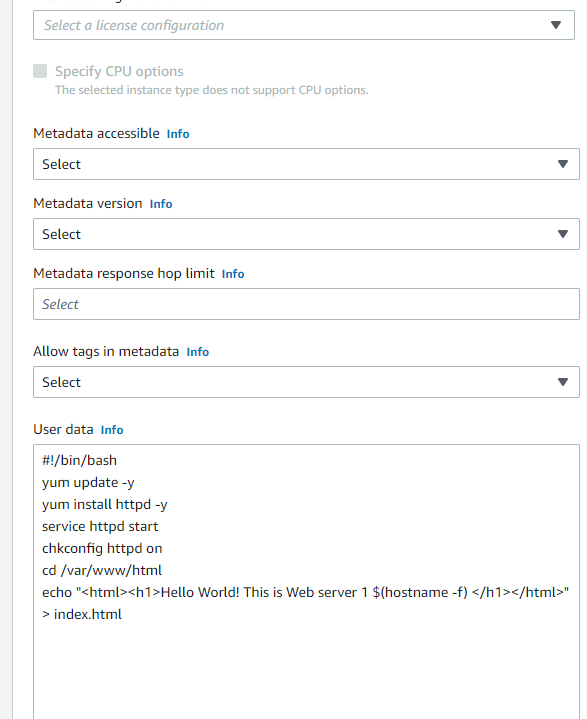 Select a license configuration
Specify CPU options
The selected instance type does not support CPU options.
Metadata accessible Info
Select
Metadata version Info
Select
Metadata response hop limit Info
Select
Allow tags in metadata Info
Select
User data Info
#!/bin/bash
yum update -y
yum install httpd -y
service httpd start
chkconfig httpd on
cd /var/www/html
echo "<html><h1>Hello World! This is Web server 1 $(hostname -f) </h1></html>"
> index.html